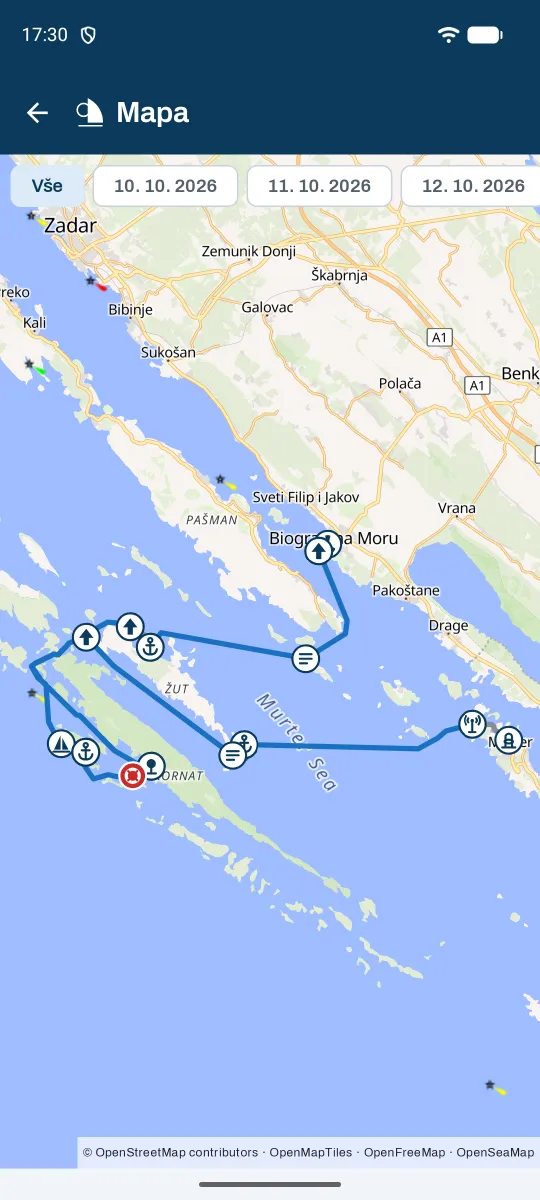 17:30
Mapa
Vše
10. 10. 2026
11. 10. 2026
12. 10. 2026
Zadar
Zemunik Donji
Škabrnja
reko
Bibinje
Galovac
Kali
A1
Sukošan
Benk
Polača
A1
Sveti Filip i Jakov
Vrana
PAŠMAN
Pakoštane
Drage
ŽUT
Murter Sea
ORNAT
© OpenStreetMap contributors · OpenMapTiles · OpenFreeMap · OpenSeaMap